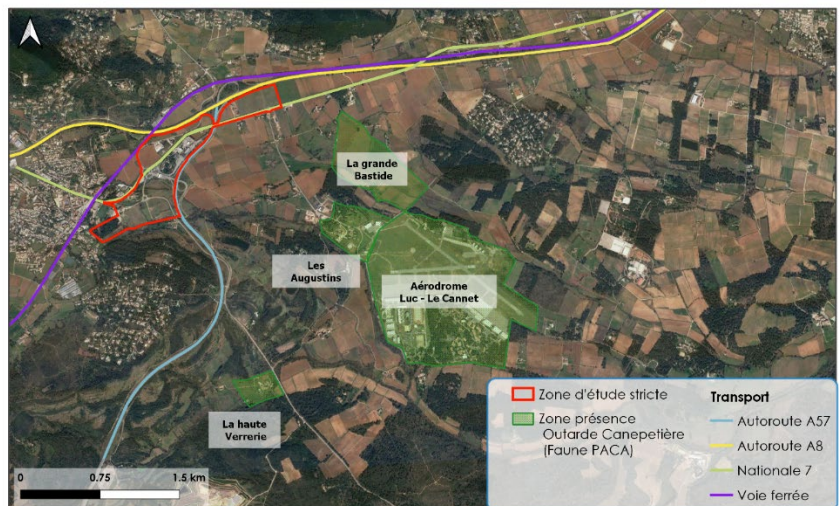 La grande
Bastide
Les
Augustins
Aérodrome
Luc - Le Cannet
La haute
Verrerie
0
0.75
1.5 km
Zone d'étude stricte
Zone présence
Outarde Canepetière
(Faune PACA)
Transport
Autoroute A57
Autoroute A8
Nationale 7
Voie ferrée